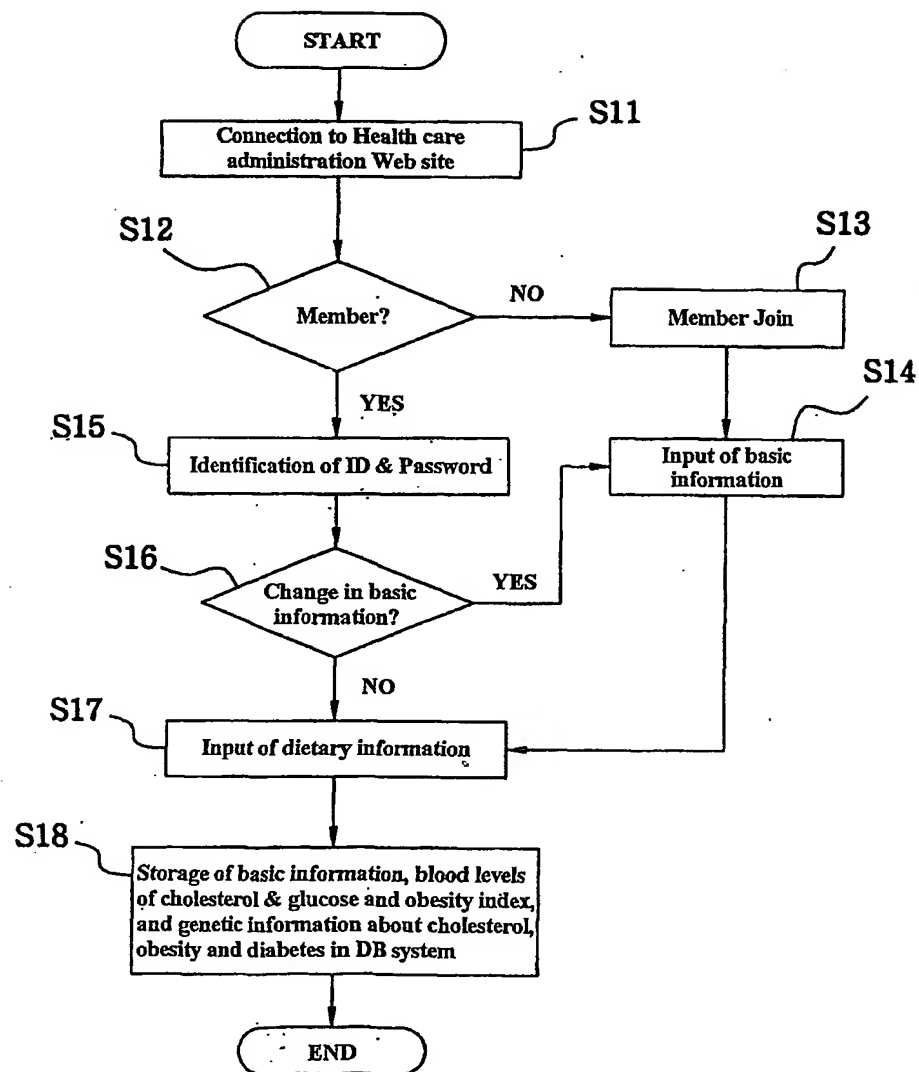 START
S11
Connection to Health care
administration Web site
S12
S13
Member?
NO
Member Join
YES
S14
S15
Identification of ID & Password
Input of basic
information
S16
Change in basic
information?
YES
NO
S17
Input of dietary information
S18
Storage of basic information, blood levels
of cholesterol & glucose and obesity index,
and genetic information about cholesterol,
obesity and diabetes in DB system
END